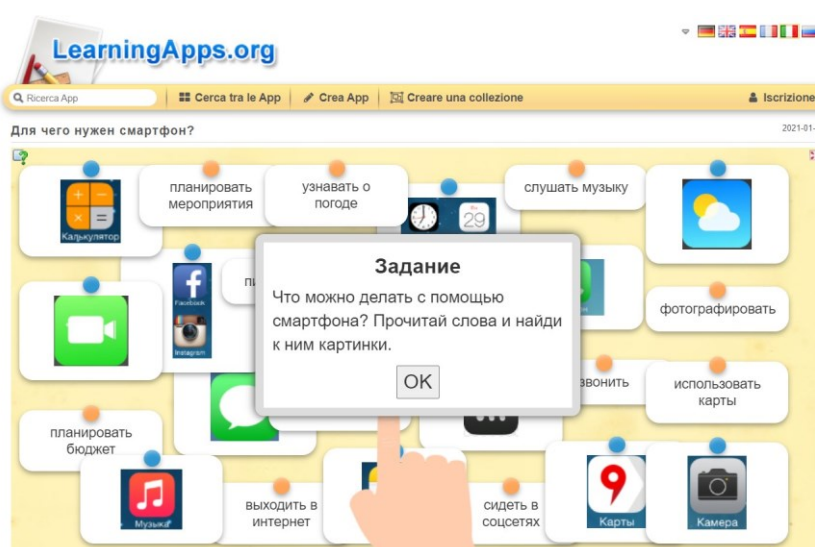 LearningApps.org
Ricerca App
Cerca tra le App
Crea App
Creare una collezione
Iscrizione
Для чего нужен смартфон?
2021-01-
Калькулятор
планировать
мероприятия
узнавать о
погоде
29
слушать музыку
Facebook
Instagram
Задание
Что можно делать с помощью
смартфона? Прочитай слова и найди
к ним картинки.
OK
фотографировать
звонить
использовать
карты
планировать
бюджет
Музыка
выходить в
интернет
сидеть в
соцсетях
Карты
Камера